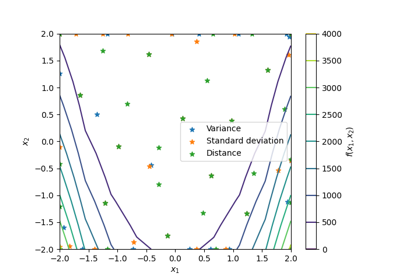 2.0
1.5
1.0
0.5
0.0
−0.5
−1.0
−1.5
−2.0
x₂
−2.0 −1.5 −1.0 −0.5 0.0 0.5 1.0 1.5 2.0
x₁
Variance
Standard deviation
Distance
4000
3500
3000
2500
2000
1500
1000
500
0
f(x₁, x₂)